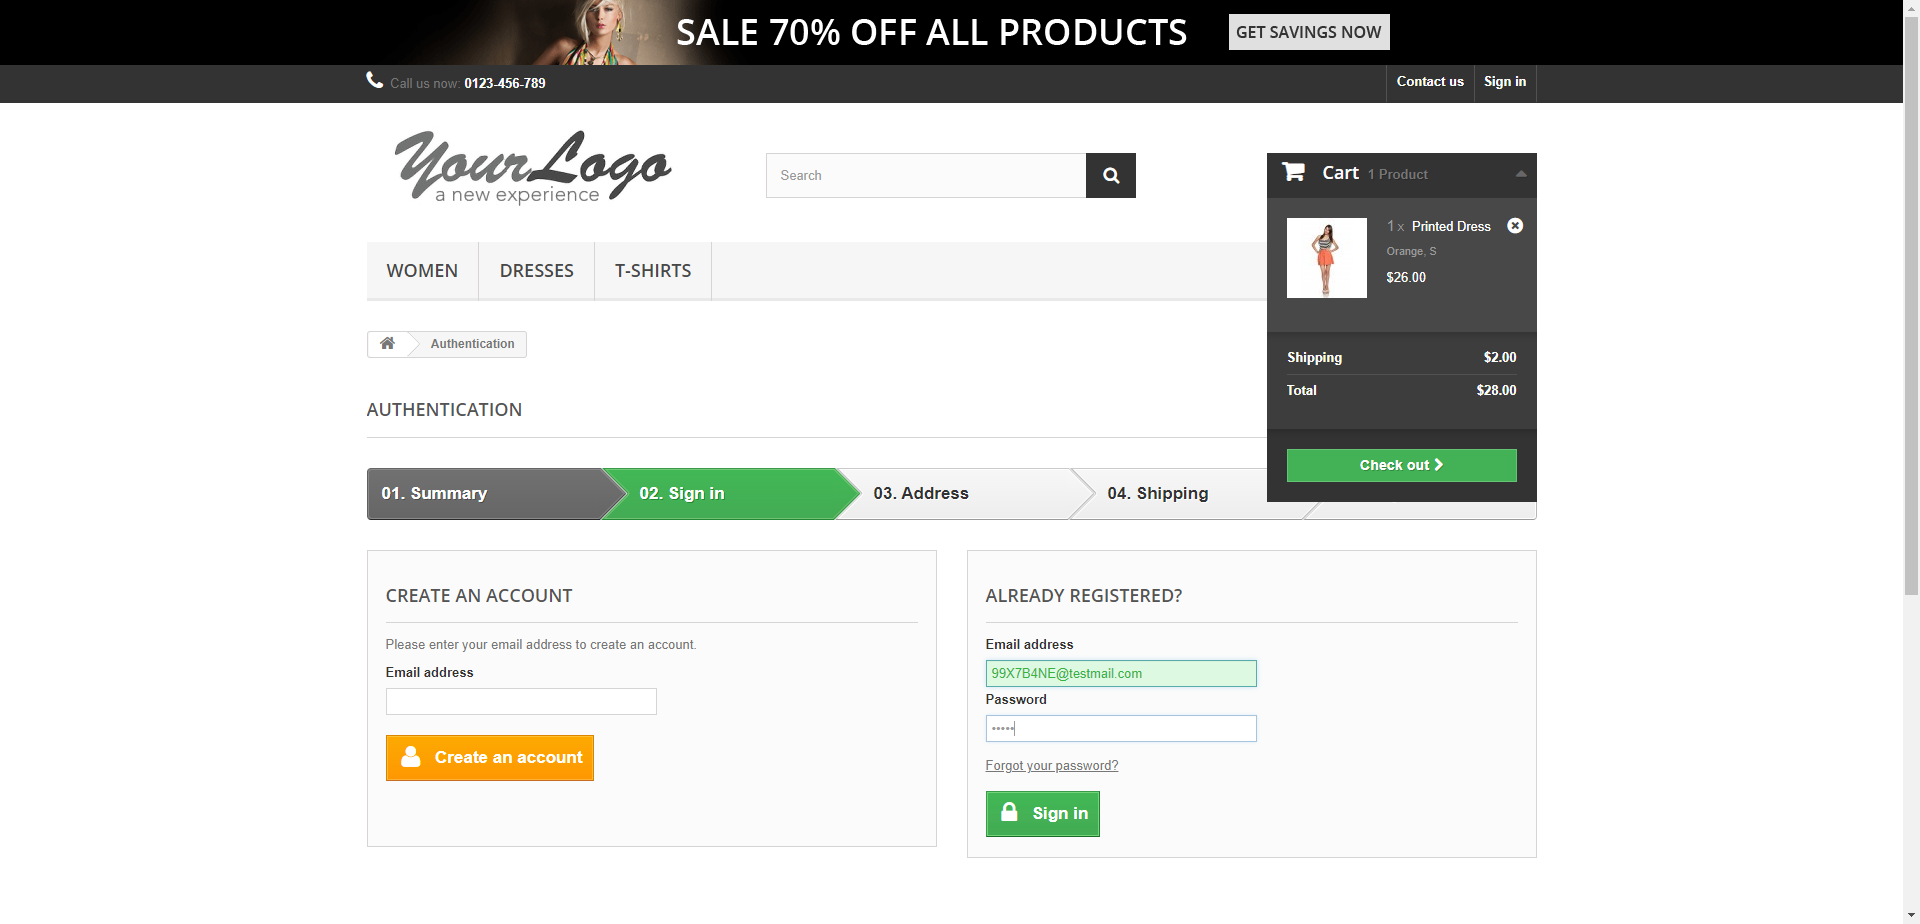 SALE 70% OFF ALL PRODUCTS GET SAVINGS NOW
Call us now: 0123-456-789 Contact us Sign in
YourLogo
a new experience
Search
Cart 1 Product
1 x Printed Dress
Orange, S
$26.00
WOMEN DRESSES T-SHIRTS
Authentication
Shipping $2.00
Total $28.00
Check out
AUTHENTICATION
01. Summary 02. Sign in 03. Address 04. Shipping
CREATE AN ACCOUNT
Please enter your email address to create an account.
Email address
Create an account
ALREADY REGISTERED?
Email address
99X7B4NE@testmail.com
Password
•••••
Forgot your password?
Sign in